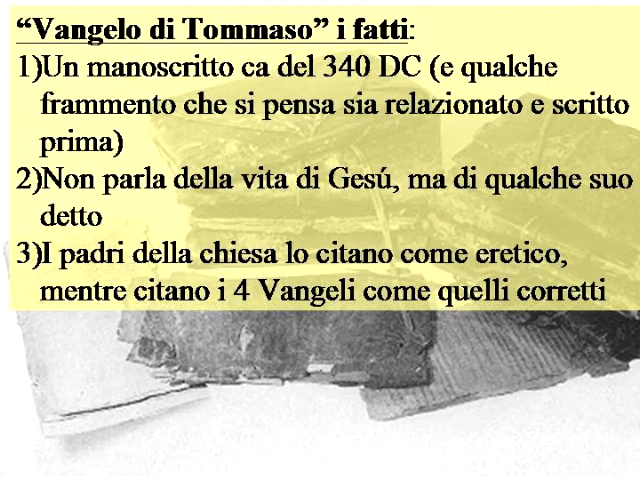 “Vangelo di Tommaso” i fatti:
1)Un manoscritto ca del 340 DC (e qualche
frammento che si pensa sia relazionato e scritto
prima)
2)Non parla della vita di Gesú, ma di qualche suo
detto
3)I padri della chiesa lo citano come eretico,
mentre citano i 4 Vangeli come quelli corretti